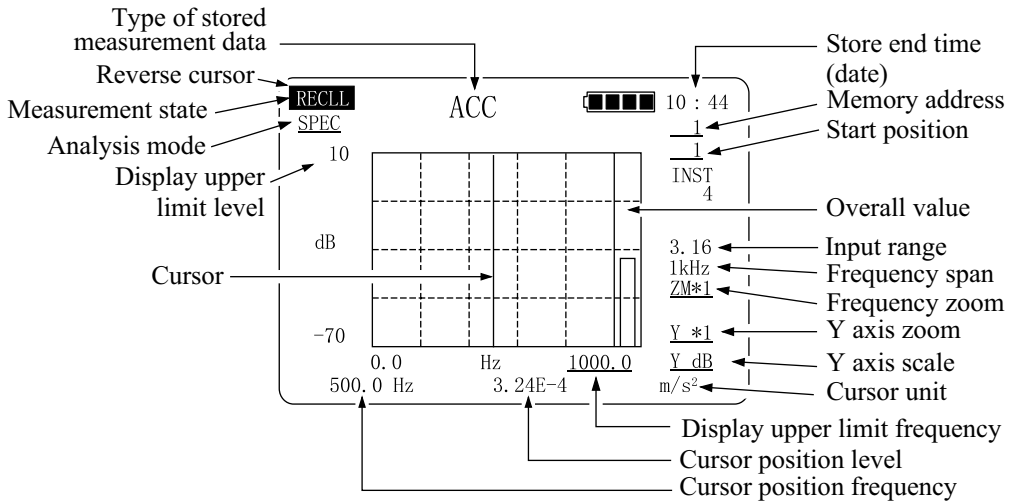 Type of stored
measurement data
Reverse cursor
Measurement state
Analysis mode
Display upper
limit level
Cursor
RECLL
SPEC
ACC
10 : 44
1
1
INST
4
10
dB
-70
3.16
1kHz
ZM*1
Y *1
Y dB
m/s²
0.0
Hz
1000.0
500.0 Hz
3.24E-4
Store end time
(date)
Memory address
Start position
Overall value
Input range
Frequency span
Frequency zoom
Y axis zoom
Y axis scale
Cursor unit
Display upper limit frequency
Cursor position level
Cursor position frequency